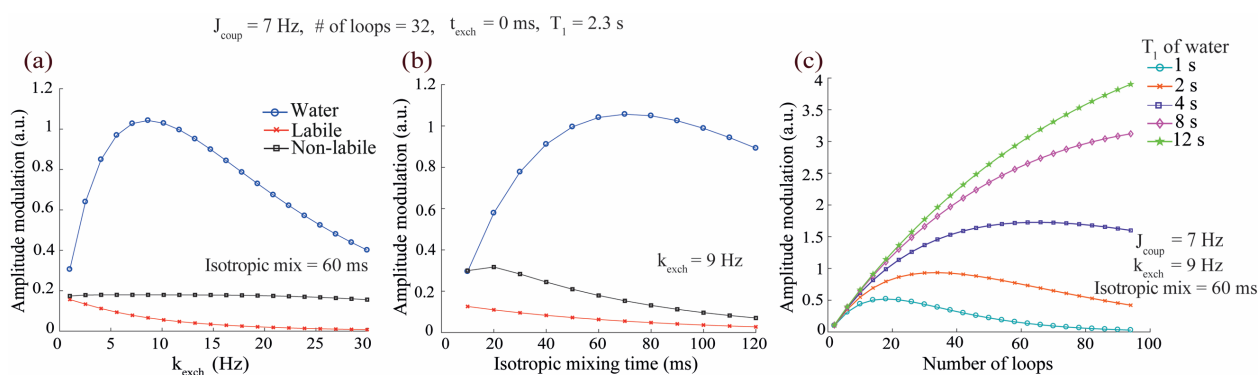 J_coup = 7 Hz, # of loops = 32, t_exch = 0 ms, T_1 = 2.3 s
(a)
Amplitude modulation (a.u.)
1.2
1
0.8
0.6
0.4
0.2
0
Water
Labile
Non-labile
Isotropic mix = 60 ms
0 5 10 15 20 25 30
k_exch (Hz)
(b)
Amplitude modulation (a.u.)
1.2
1
0.8
0.6
0.4
0.2
0
k_exch = 9 Hz
0 20 40 60 80 100 120
Isotropic mixing time (ms)
(c)
Amplitude modulation (a.u.)
4
3.5
3
2.5
2
1.5
1
0.5
0
T_1 of water
1 s
2 s
4 s
8 s
12 s
J_coup = 7 Hz
k_exch = 9 Hz
Isotropic mix = 60 ms
0 20 40 60 80 100
Number of loops